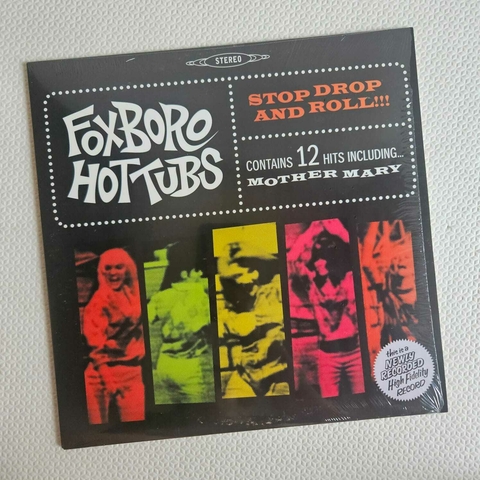 STEREO
FOXBORO
HOT TUBS
STOP DROP
AND ROLL!!!
CONTAINS 12 HITS INCLUDING...
MOTHER MARY
this is a
NEWLY
RECORDED
High Fidelity
RECORD